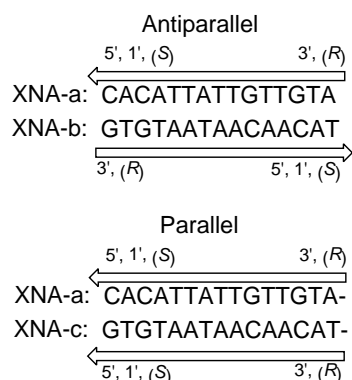 Antiparallel
5', 1', (S) 3', (R)
XNA-a: CACATTATTGTTGTA
XNA-b: GTGTAATAACAACAT
3', (R) 5', 1', (S)
Parallel
5', 1', (S) 3', (R)
XNA-a: CACATTATTGTTGTA-
XNA-c: GTGTAATAACAACAT-
5', 1', (S) 3', (R)